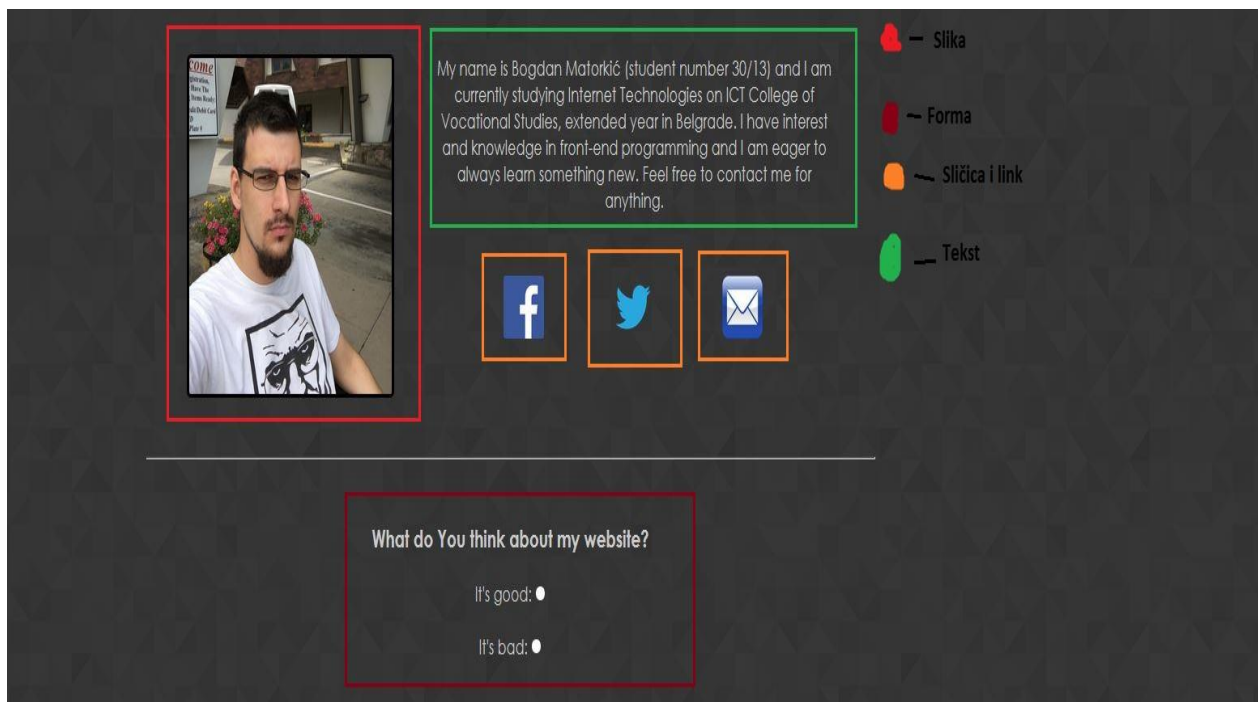 My name is Bogdan Matorkić (student number 30/13) and I am
currently studying Internet Technologies on ICT College of
Vocational Studies, extended year in Belgrade. I have interest
and knowledge in front-end programming and I am eager to
always learn something new. Feel free to contact me for
anything.
– Slika
~ Forma
~ Sličica i link
— Tekst
What do You think about my website?
It's good:
It's bad: